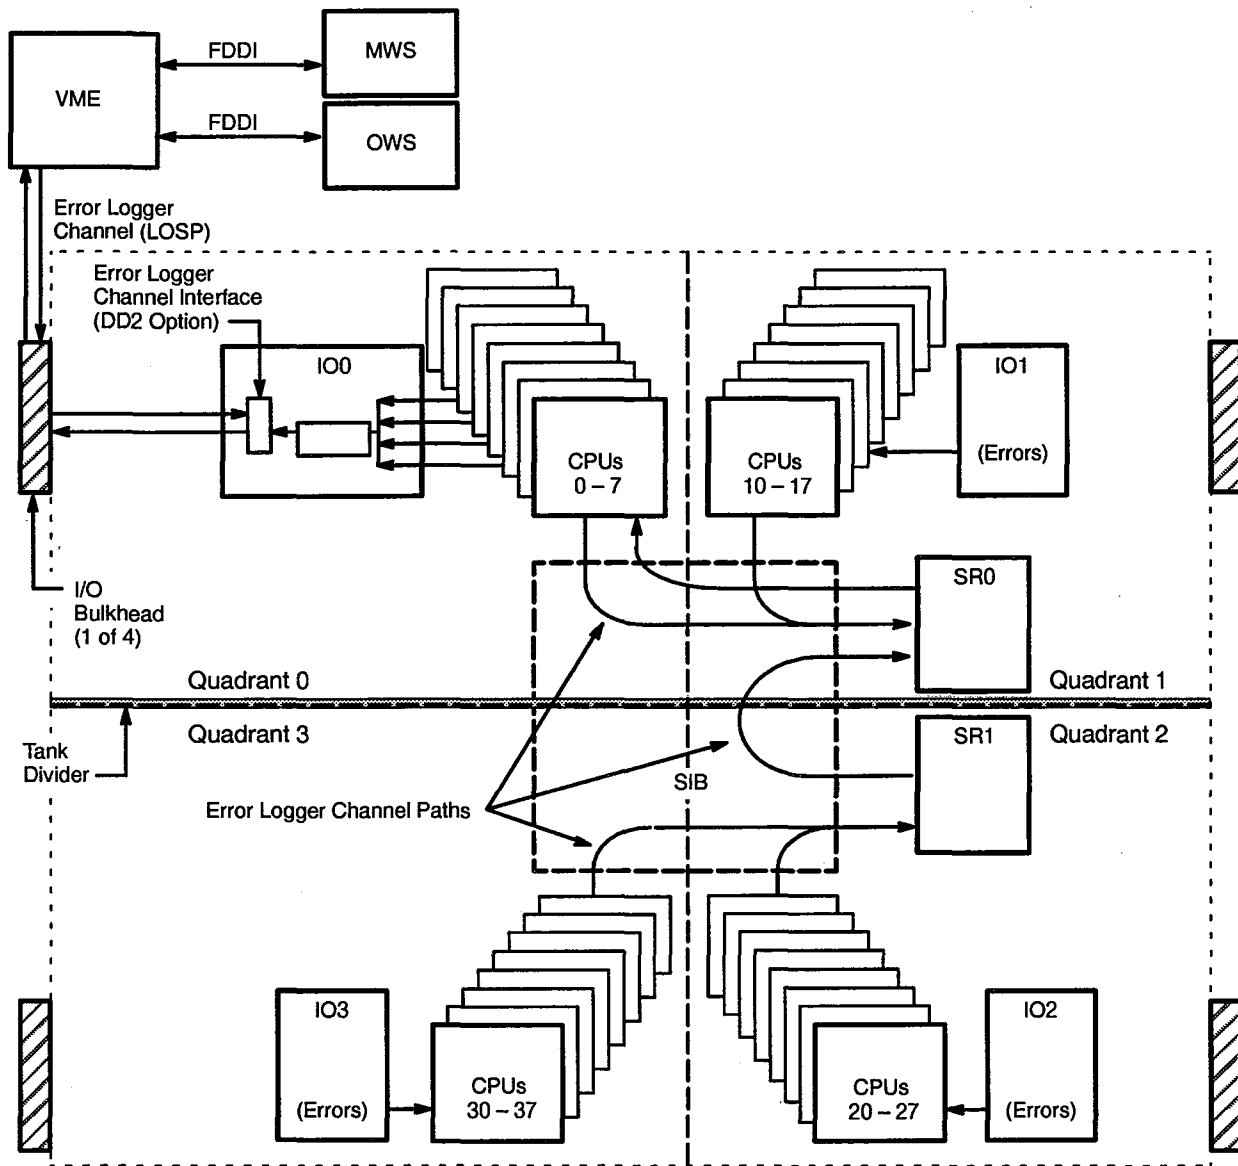 FDDI
MWS
VME
FDDI
OWS
Error Logger
Channel (LOSP)
Error Logger
Channel Interface
(DD2 Option)
IO0
IO1
(Errors)
CPUs
0 – 7
CPUs
10 – 17
SR0
I/O
Bulkhead
(1 of 4)
Quadrant 0
Quadrant 1
Quadrant 3
Quadrant 2
Tank
Divider
SR1
SIB
Error Logger Channel Paths
IO3
(Errors)
CPUs
30 – 37
CPUs
20 – 27
IO2
(Errors)